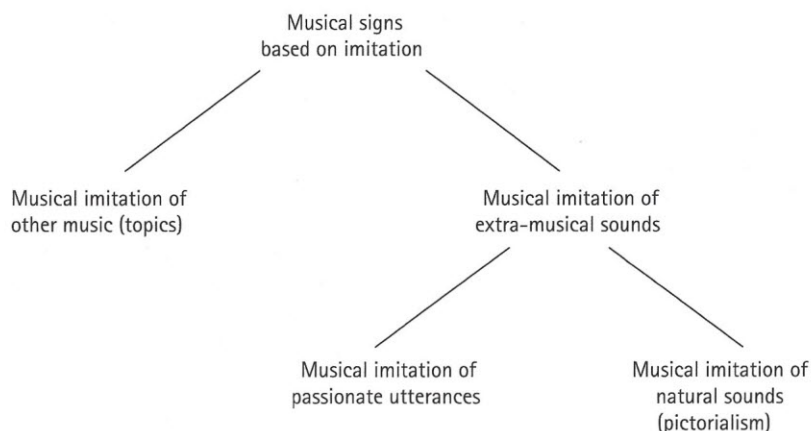 Musical signs
based on imitation
Musical imitation of
other music (topics)
Musical imitation of
extra-musical sounds
Musical imitation of
passionate utterances
Musical imitation of
natural sounds
(pictorialism)